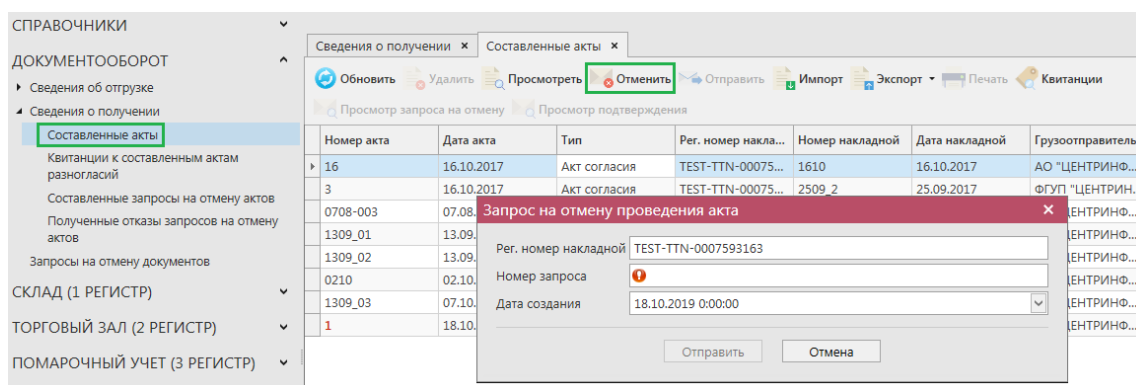 СПРАВОЧНИКИ
ДОКУМЕНТООБОРОТ
Сведения об отгрузке
Сведения о получении
Составленные акты
Квитанции к составленным актам
разногласий
Составленные запросы на отмену актов
Полученные отказы запросов на отмену
актов
Запросы на отмену документов
СКЛАД (1 РЕГИСТР)
ТОРГОВЫЙ ЗАЛ (2 РЕГИСТР)
ПОМАРОЧНЫЙ УЧЕТ (3 РЕГИСТР)
Сведения о получении × Составленные акты ×
Обновить Удалить Просмотреть Отменить Отправить Импорт Экспорт Печать Квитанции
Просмотр запроса на отмену Просмотр подтверждения
Номер акта Дата акта Тип Рег. номер накла... Номер накладной Дата накладной Грузоотправитель
16 16.10.2017 Акт согласия TEST-TTN-00075... 1610 16.10.2017 АО "ЦЕНТРИНФ...
3 16.10.2017 Акт согласия TEST-TTN-00075... 2509_2 25.09.2017 ФГУП "ЦЕНТРИН...
0708-003 07.08. ЦЕНТРИНФ...
1309_01 13.09. ЦЕНТРИНФ...
1309_02 13.09. ЦЕНТРИНФ...
0210 02.10. ЦЕНТРИНФ...
1309_03 07.10. ЦЕНТРИНФ...
1 18.10. ЦЕНТРИНФ...
Запрос на отмену проведения акта ×
Рег. номер накладной TEST-TTN-0007593163
Номер запроса
Дата создания 18.10.2019 0:00:00
Отправить Отмена